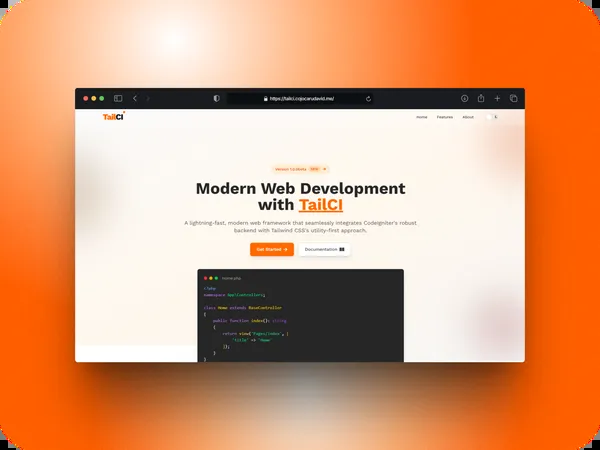 https://tailci.cojocarudavid.me/
TailCI
Home Features About
Version 1.0 Beta NEW
Modern Web Development
with TailCI
A lightning-fast, modern web framework that seamlessly integrates CodeIgniter's robust
backend with Tailwind CSS's utility-first approach.
Get Started → Documentation
Home.php
<?php
namespace App\Controllers;
class Home extends BaseController
{
public function index(): string
{
return view('Pages/index', [
'title' => 'Home'
]);
}
}